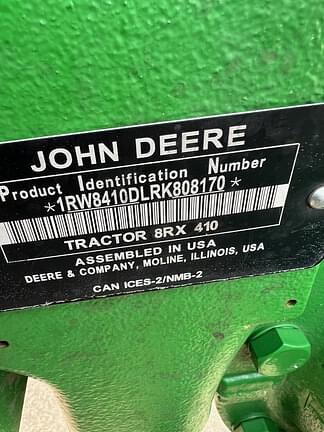 JOHN DEERE
Product Identification Number
*1RW8410DLRK808170*
TRACTOR 8RX 410
ASSEMBLED IN USA
DEERE & COMPANY, MOLINE, ILLINOIS, USA
CAN ICES-2/NMB-2